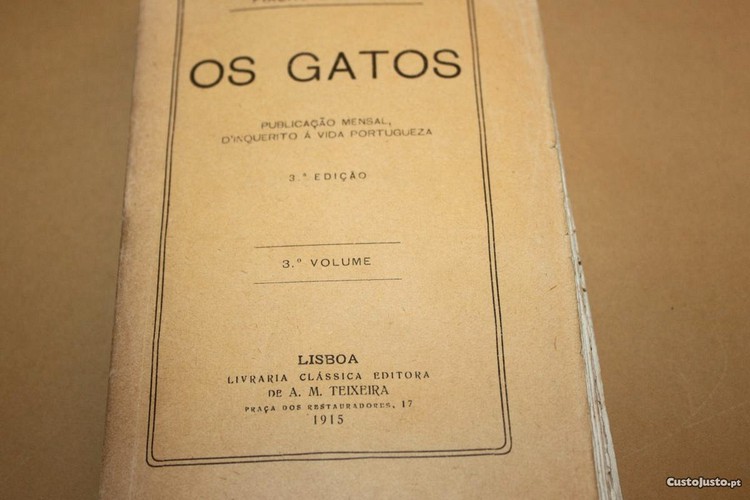 OS GATOS
PUBLICAÇÃO MENSAL,
D'INQUERITO Á VIDA PORTUGUEZA
3.ª EDIÇÃO
3.º VOLUME
LISBOA
LIVRARIA CLÁSSICA EDITORA
DE A. M. TEIXEIRA
PRAÇA DOS RESTAURADORES, 17
1915
CustoJusto.pt